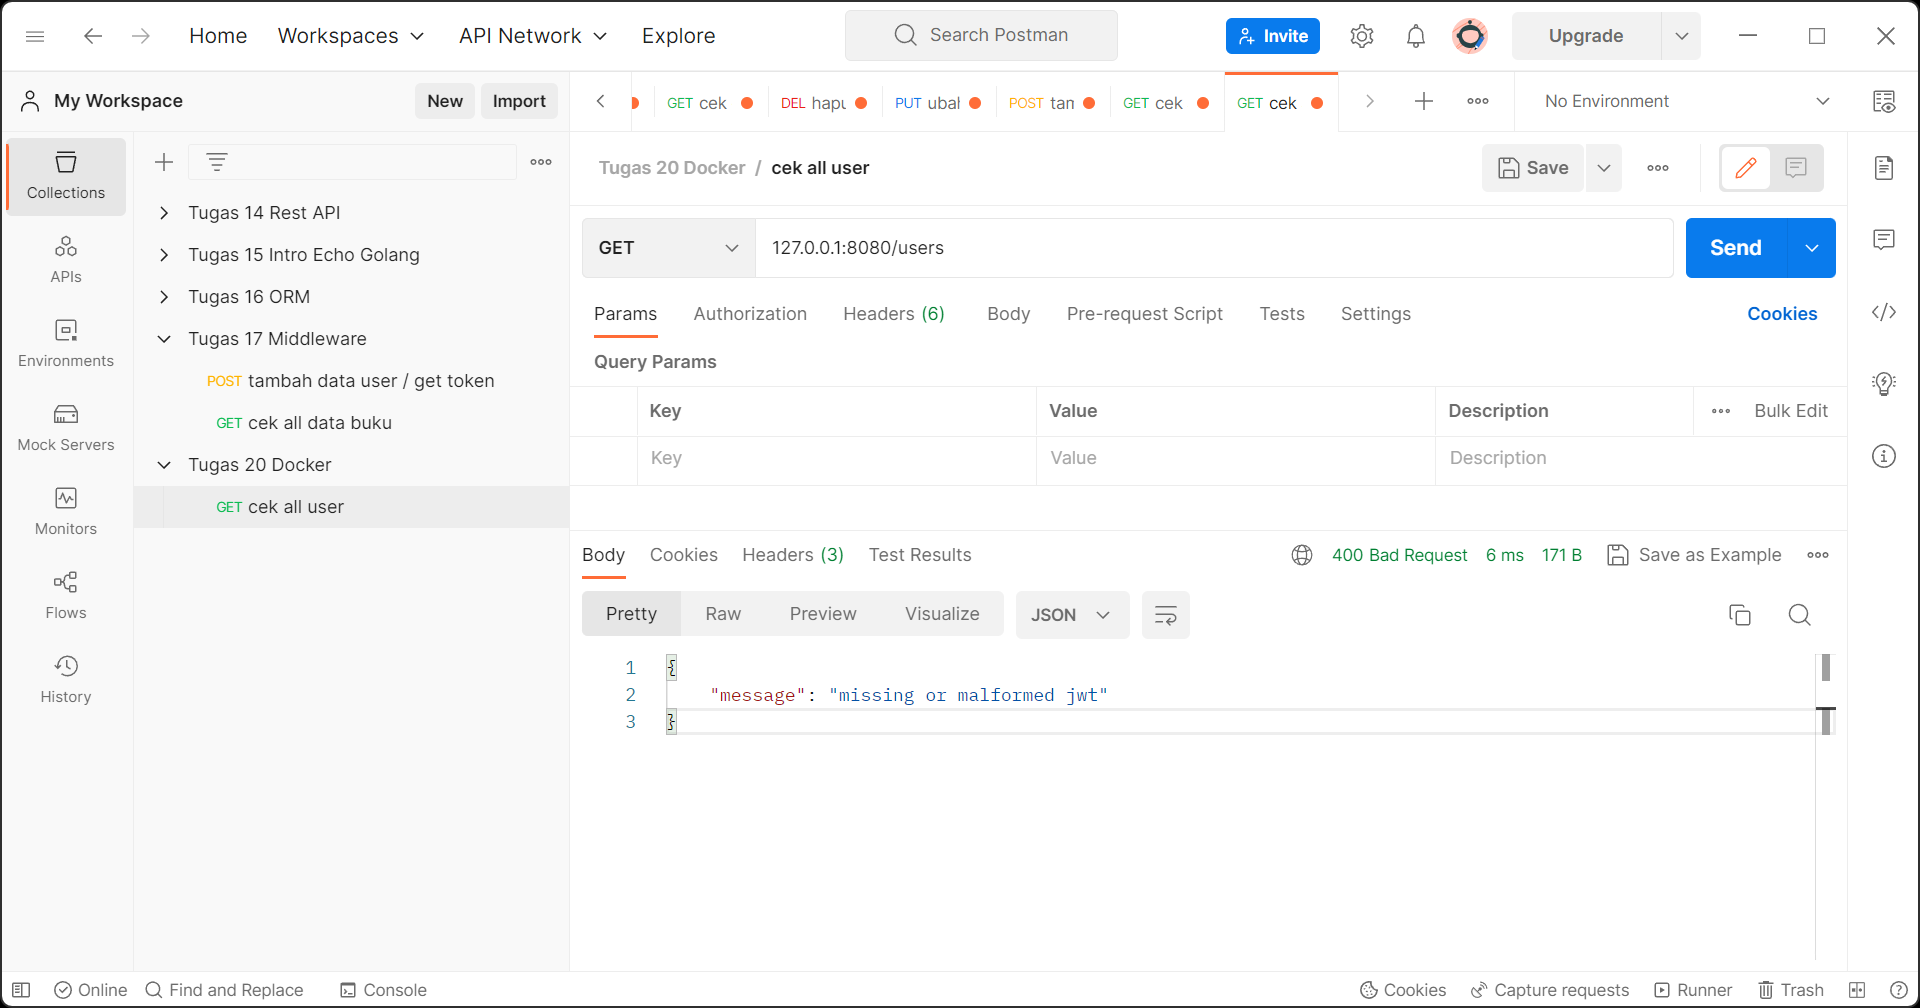 Home Workspaces API Network Explore Search Postman Invite Upgrade
My Workspace New Import
GET cek DEL hapu PUT ubal POST tan GET cek GET cek No Environment
Collections
APIs
Environments
Mock Servers
Monitors
Flows
History
Tugas 14 Rest API
Tugas 15 Intro Echo Golang
Tugas 16 ORM
Tugas 17 Middleware
POST tambah data user / get token
GET cek all data buku
Tugas 20 Docker
GET cek all user
Tugas 20 Docker / cek all user Save
GET 127.0.0.1:8080/users Send
Params Authorization Headers (6) Body Pre-request Script Tests Settings Cookies
Query Params
Key Value Description Bulk Edit
Key Value Description
Body Cookies Headers (3) Test Results 400 Bad Request 6 ms 171 B Save as Example
Pretty Raw Preview Visualize JSON
1 {
2 "message": "missing or malformed jwt"
3 }
Online Find and Replace Console Cookies Capture requests Runner Trash